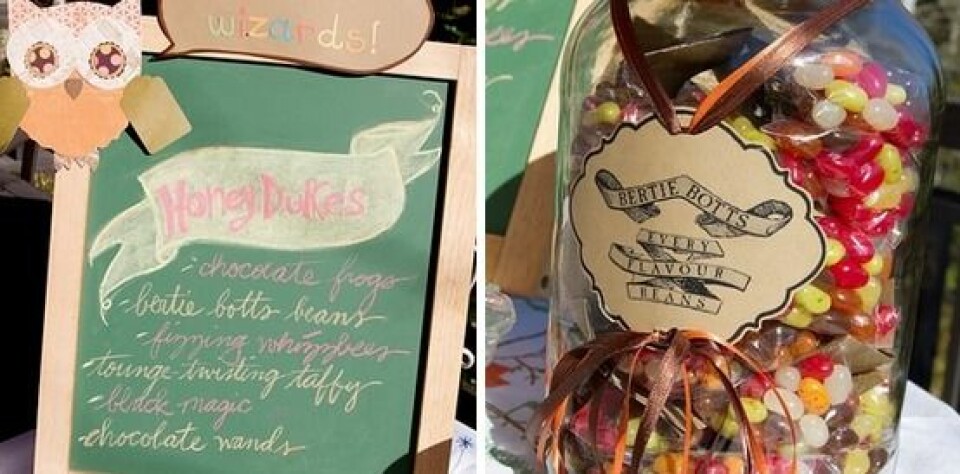 wizards!
HoneyDukes
- chocolate frogs
- bertie botts beans
- fizzing whizzbees
- tounge-twisting taffy
- black magic
- chocolate wands
BERTIE BOTTS
EVERY
FLAVOUR
BEANS